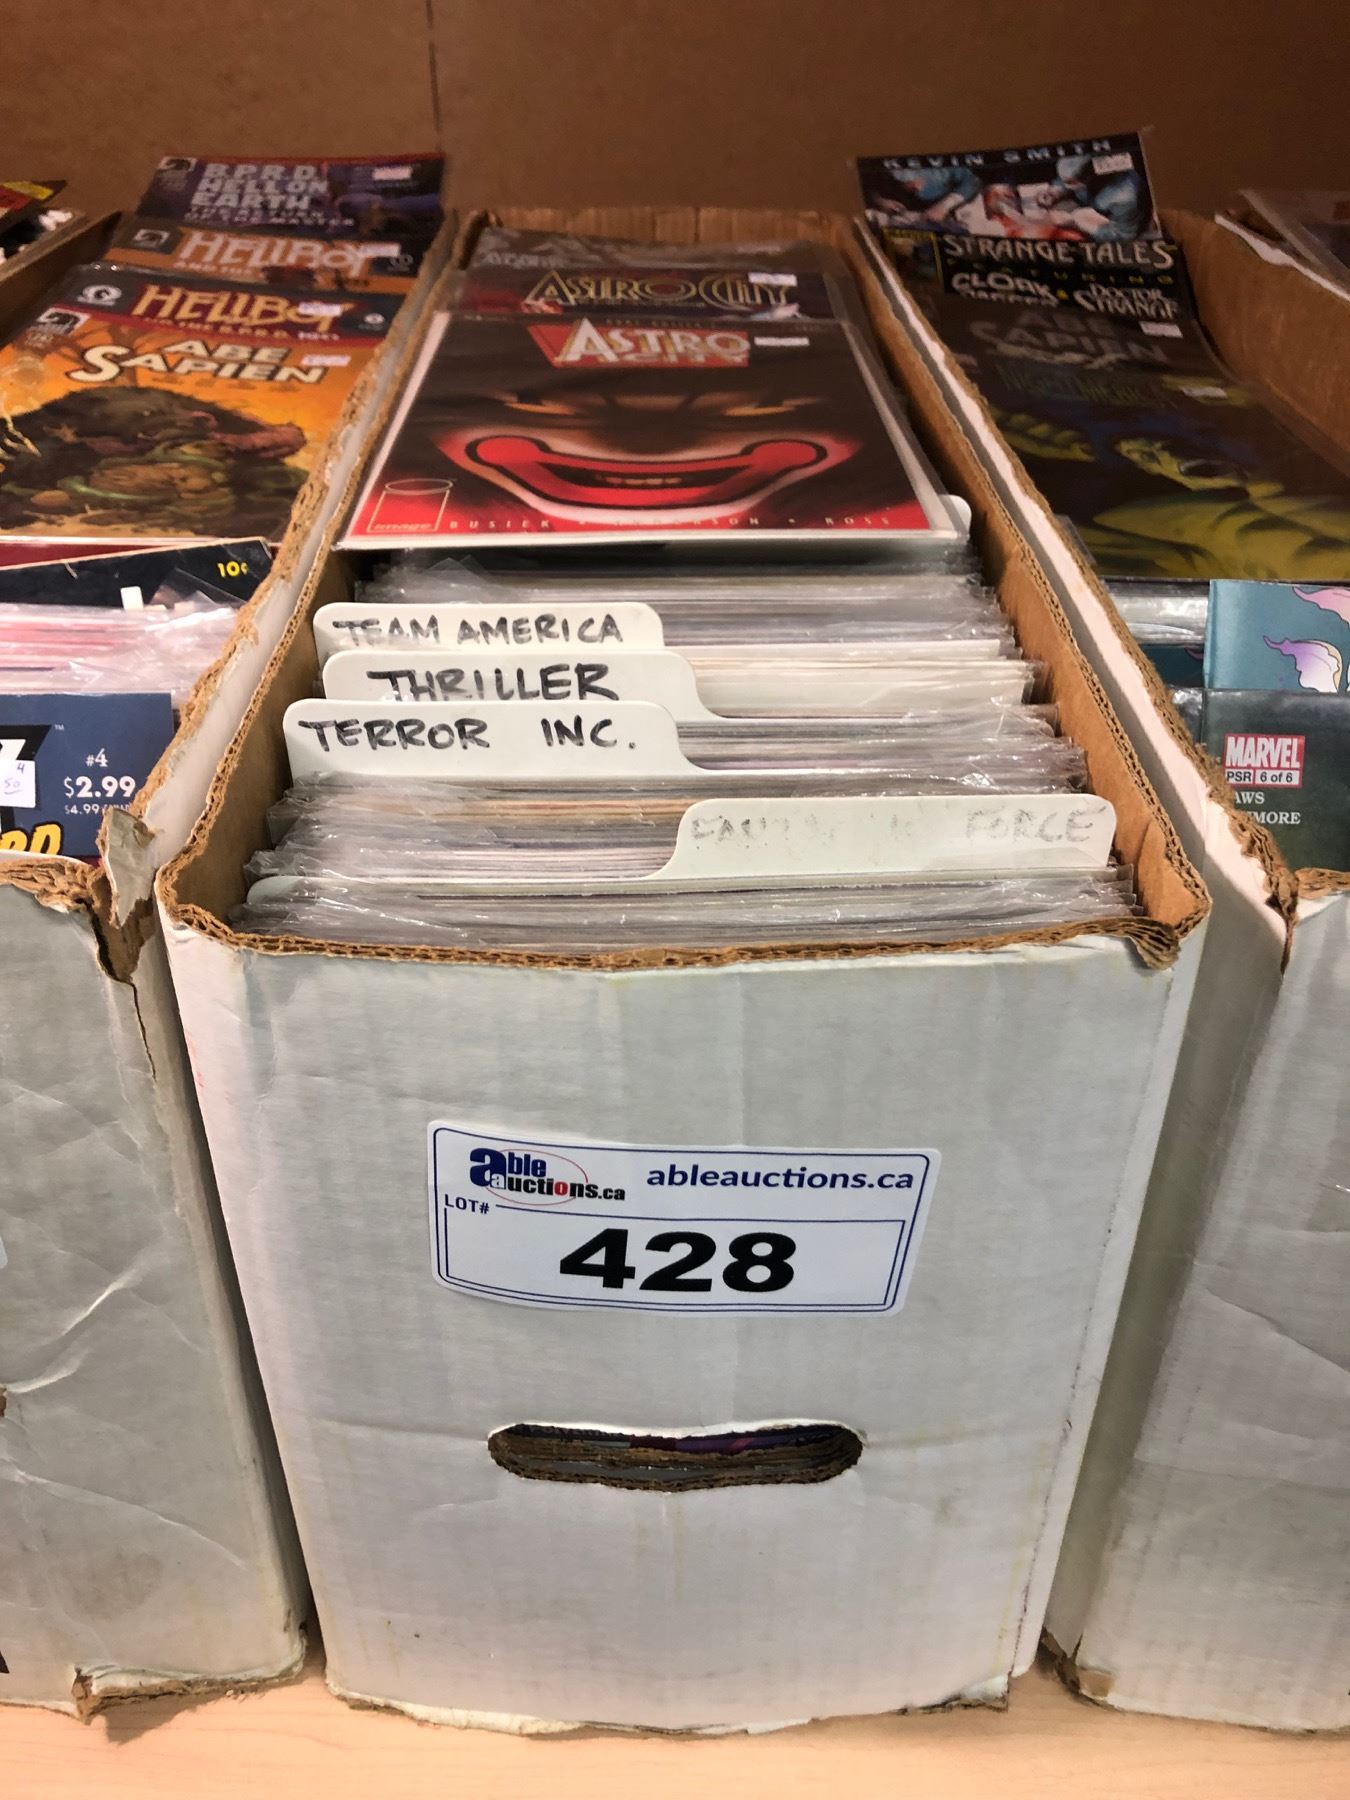 B.P.R.D.
HELL ON
EARTH
HELLBOY
HELLBOY
ABE
SAPIEN
10¢
#4
$2.99
ASTRO CITY
ASTRO
CITY
image
BUSIEK • ANDERSON • ROSS
KEVIN SMITH
STRANGE TALES
CLOAK
DOCTOR
STRANGE
ABE
SAPIEN
TEAM AMERICA
THRILLER
TERROR INC.
FORCE
MARVEL
PSR 6 of 6
able
auctions.ca
ableauctions.ca
LOT#
428